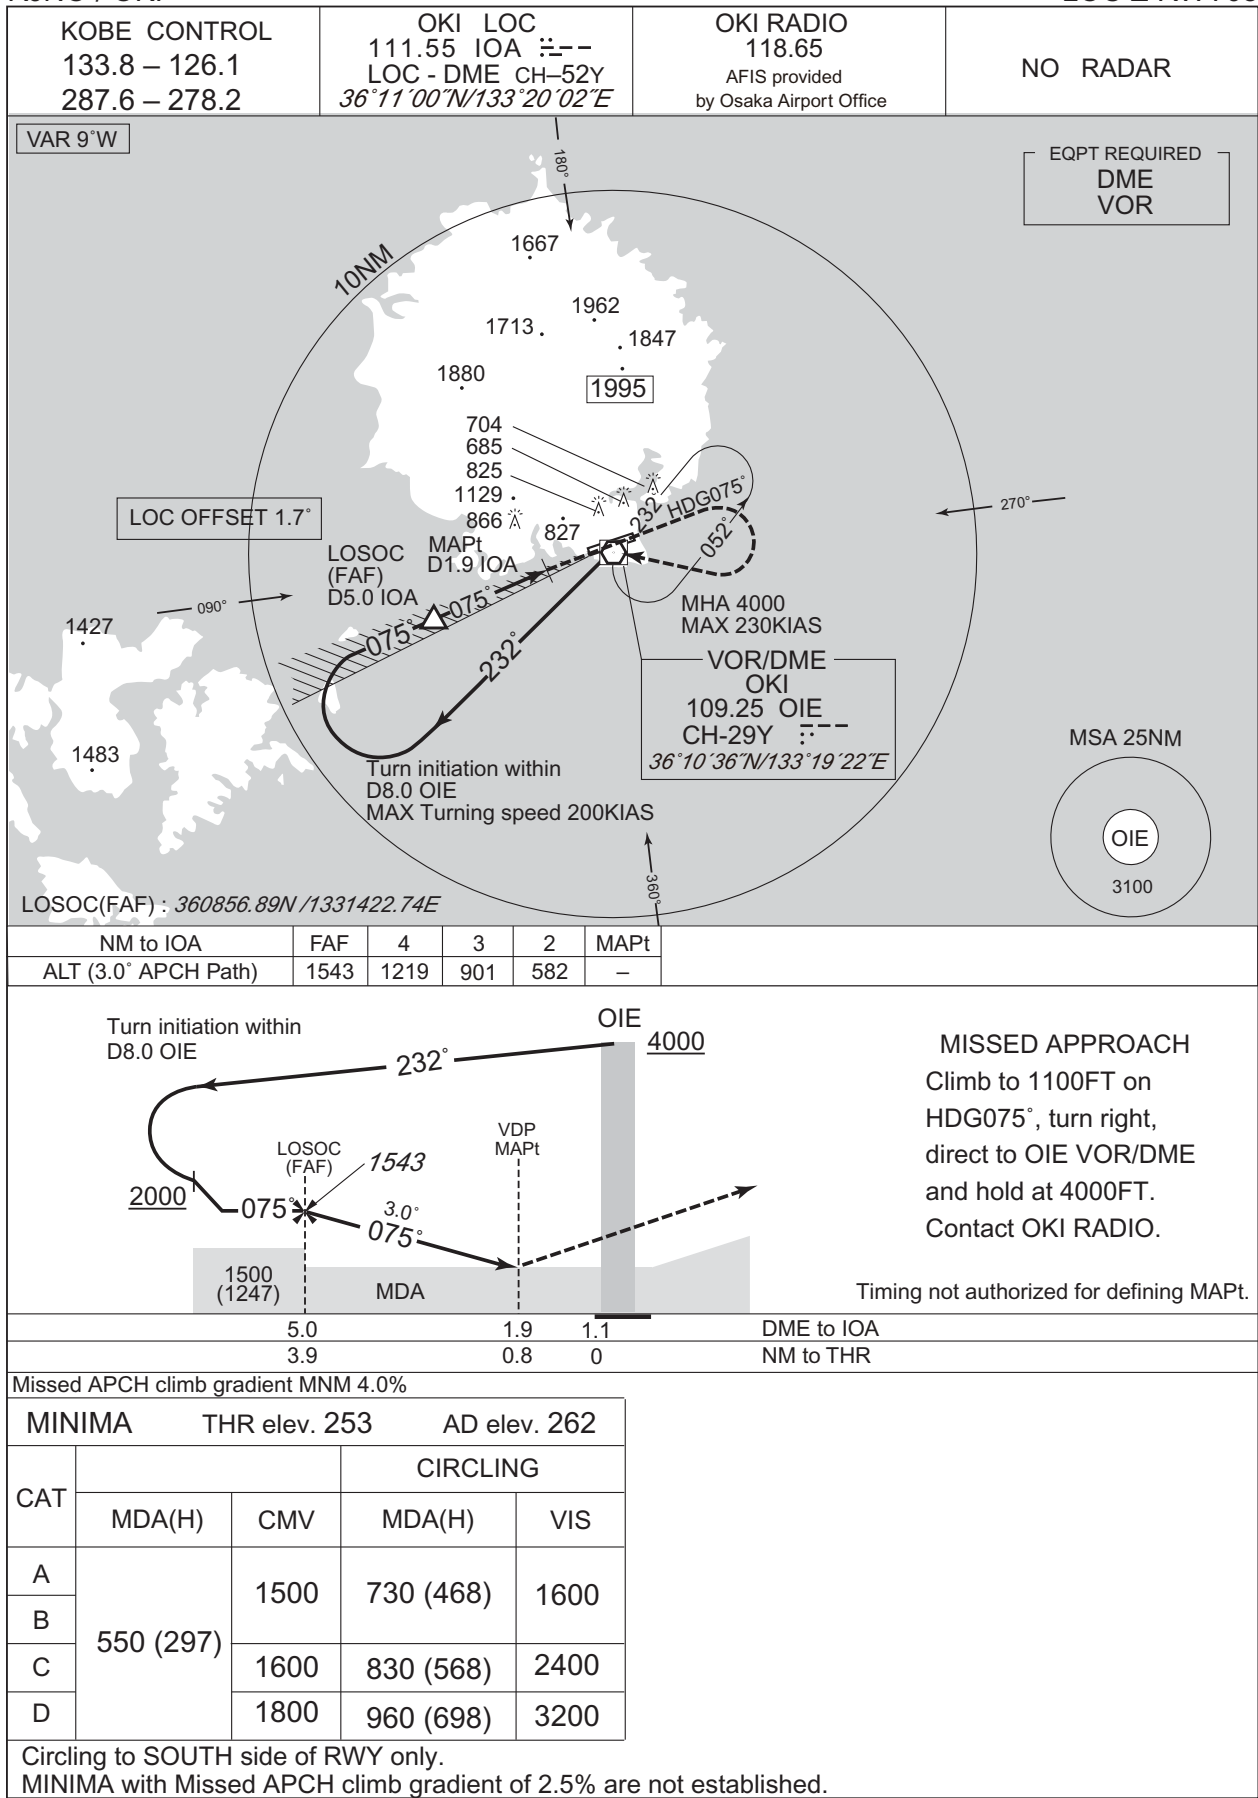 KOBE CONTROL
133.8 – 126.1
287.6 – 278.2
OKI LOC
111.55 IOA
LOC - DME CH–52Y
36°11´00˝N/133°20´02˝E
OKI RADIO
118.65
AFIS provided
by Osaka Airport Office
NO RADAR
VAR 9°W
EQPT REQUIRED
DME
VOR
180°
10NM
1667
1962
1713
1847
1880
1995
704
685
825
1129
866
827
232°
HDG075°
052°
270°
LOC OFFSET 1.7°
LOSOC
(FAF)
D5.0 IOA
MAPt
D1.9 IOA
075°
075°
232°
090°
1427
1483
MHA 4000
MAX 230KIAS
VOR/DME
OKI
109.25 OIE
CH-29Y
36°10´36˝N/133°19´22˝E
Turn initiation within
D8.0 OIE
MAX Turning speed 200KIAS
360°
MSA 25NM
OIE
3100
LOSOC(FAF) : 360856.89N /1331422.74E
NM to IOA FAF 4 3 2 MAPt
ALT (3.0° APCH Path) 1543 1219 901 582 –
Turn initiation within
D8.0 OIE
232°
OIE
4000
LOSOC
(FAF)
1543
VDP
MAPt
2000
075°
3.0°
075°
1500
(1247)
MDA
MISSED APPROACH
Climb to 1100FT on
HDG075°, turn right,
direct to OIE VOR/DME
and hold at 4000FT.
Contact OKI RADIO.
Timing not authorized for defining MAPt.
5.0 1.9 1.1 DME to IOA
3.9 0.8 0 NM to THR
Missed APCH climb gradient MNM 4.0%
MINIMA THR elev. 253 AD elev. 262
CAT CIRCLING
MDA(H) CMV MDA(H) VIS
A
B
550 (297) 1500 730 (468) 1600
C 1600 830 (568) 2400
D 1800 960 (698) 3200
Circling to SOUTH side of RWY only.
MINIMA with Missed APCH climb gradient of 2.5% are not established.